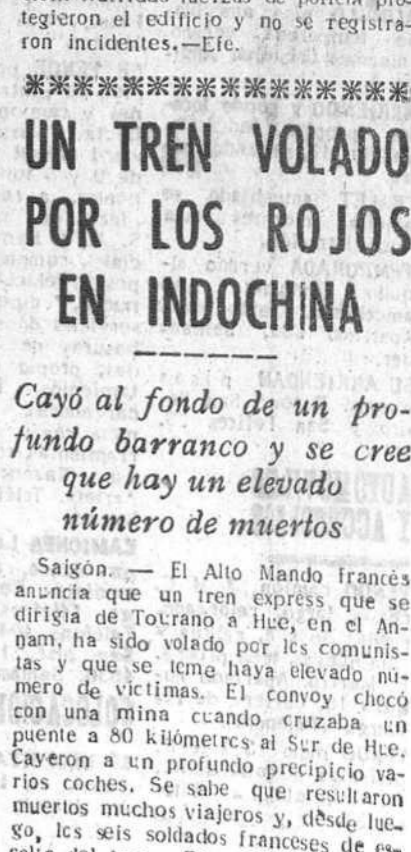 tegieron el edificio y no se registra-
ron incidentes.—Efe.
UN TREN VOLADO
POR LOS ROJOS
EN INDOCHINA
Cayó al fondo de un pro-
fundo barranco y se cree
que hay un elevado
número de muertos
Saigón. — El Alto Mando francés
anuncia que un tren express que se
dirigía de Tourano a Hue, en el An-
nam, ha sido volado por los comunis-
tas y que se teme haya elevado nú-
mero de victimas. El convoy chocó
con una mina cuando cruzaba un
puente a 80 kilómetros al Sur de Hue.
Cayeron a un profundo precipicio va-
rios coches. Se sabe que resultaron
muertos muchos viajeros y, desde lue-
go, los seis soldados franceses de es-